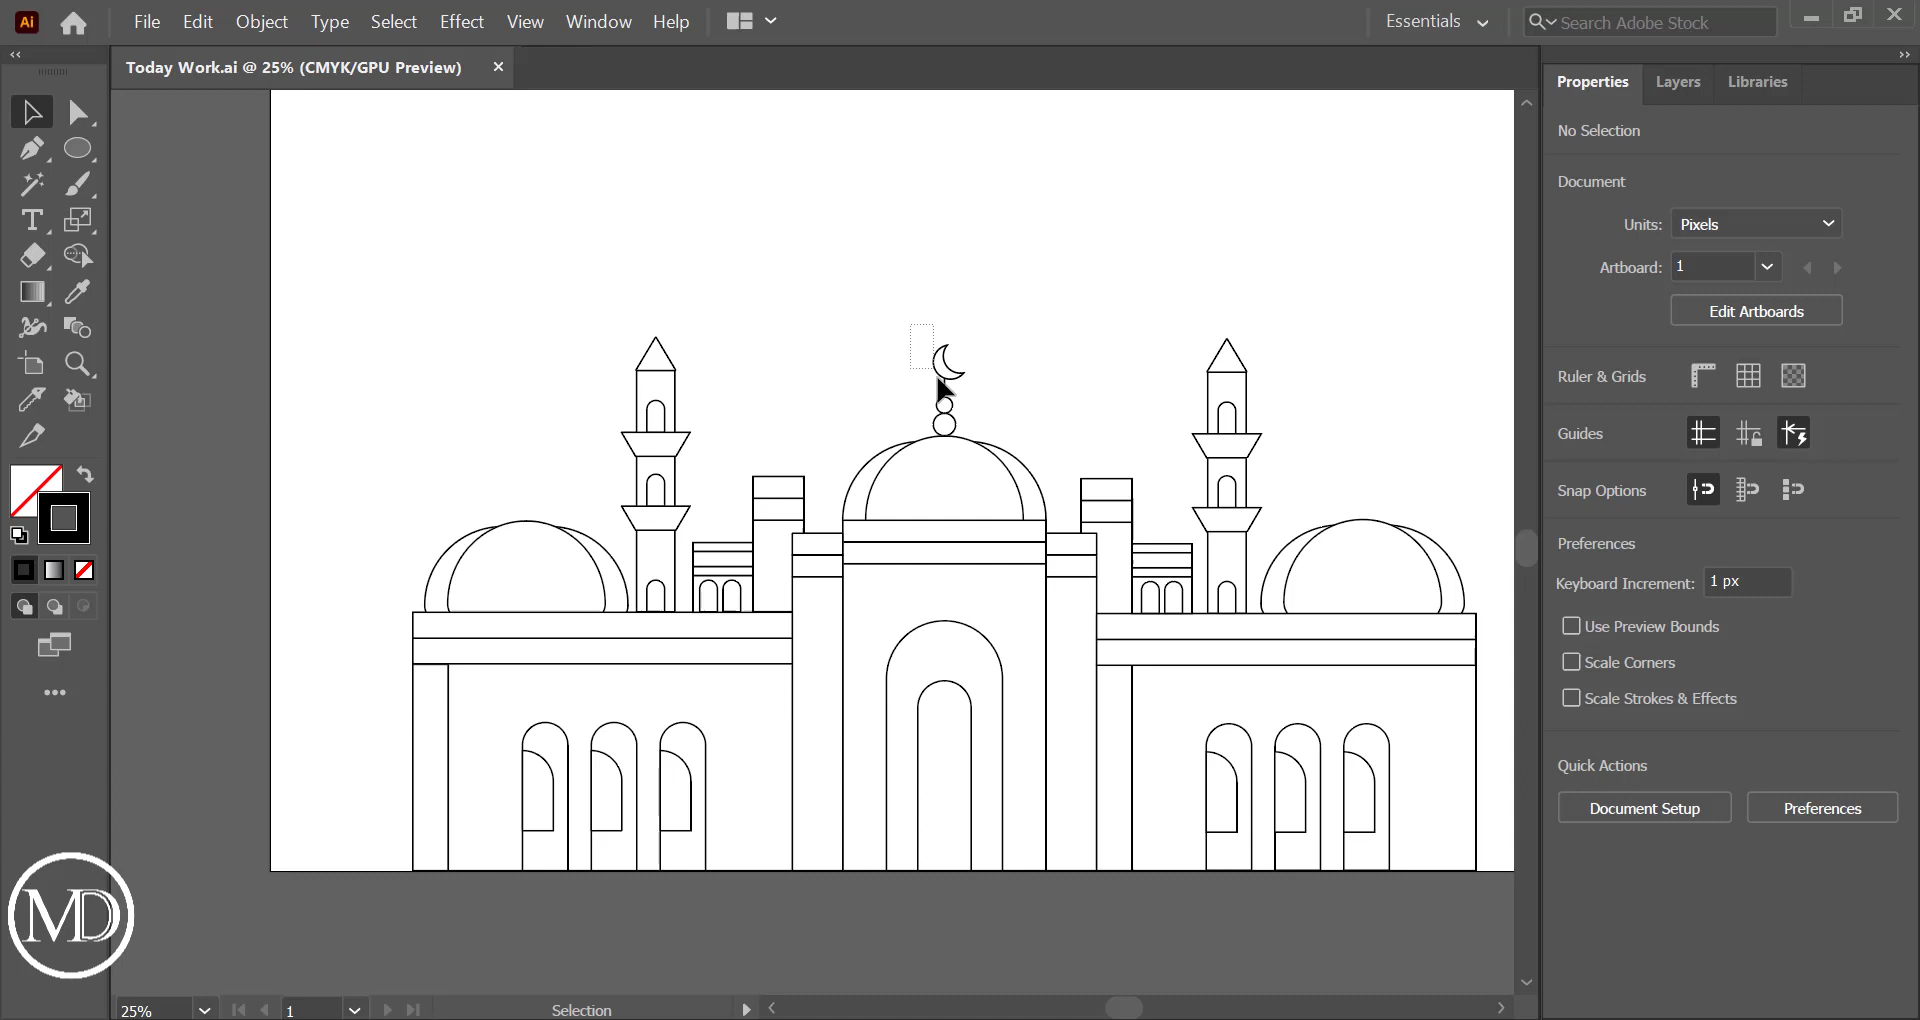 Ai File Edit Object Type Select Effect View Window Help Essentials Search Adobe Stock
Today Work.ai @ 25% (CMYK/GPU Preview)
Properties Layers Libraries
No Selection
Document
Units: Pixels
Artboard: 1
Edit Artboards
Ruler & Grids
Guides
Snap Options
Preferences
Keyboard Increment: 1 px
Use Preview Bounds
Scale Corners
Scale Strokes & Effects
Quick Actions
Document Setup Preferences
MD
25% 1 Selection